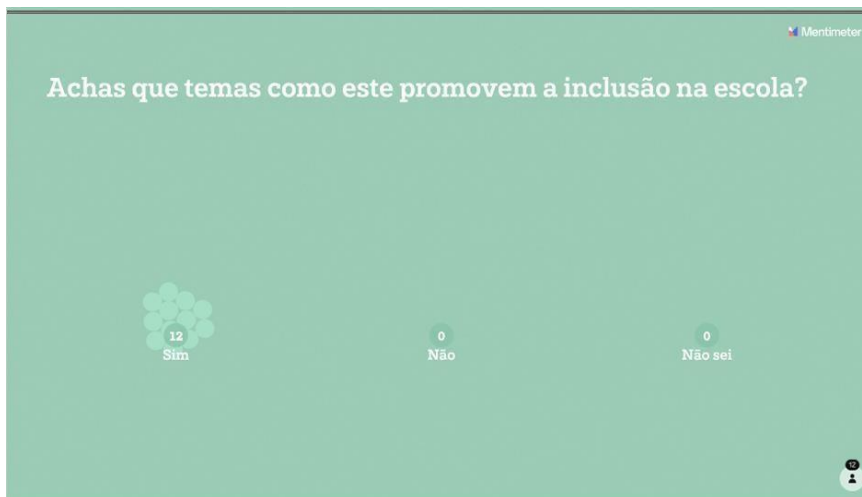 Mentimeter
Achas que temas como este promovem a inclusão na escola?
12
Sim
0
Não
0
Não sei
12